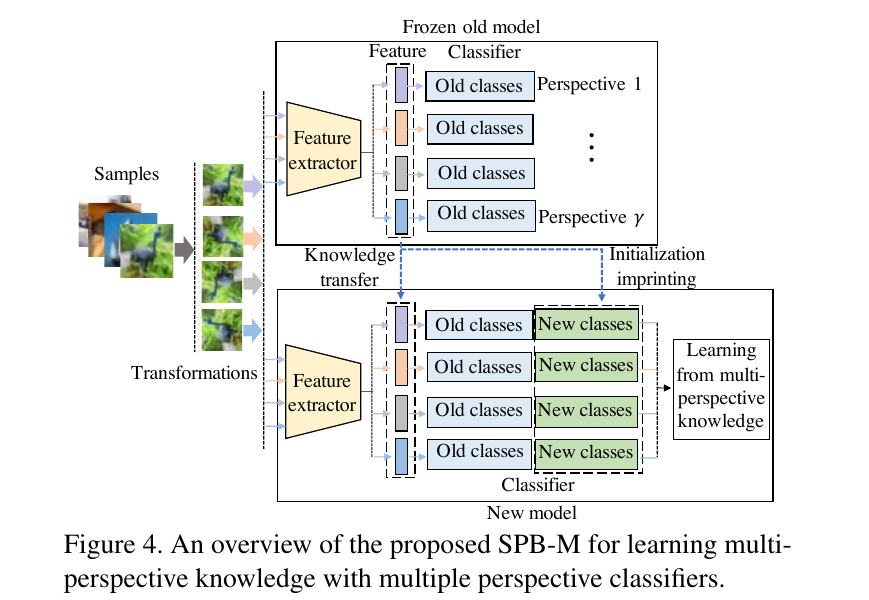 Frozen old model
Feature Classifier
Old classes Perspective 1
Feature
extractor
Old classes
Old classes
Old classes Perspective γ
Samples
Transformations
Knowledge
transfer
Initialization
imprinting
Feature
extractor
Old classes New classes
Old classes New classes
Old classes New classes
Old classes New classes
Learning
from multi-
perspective
knowledge
Classifier
New model
Figure 4. An overview of the proposed SPB-M for learning multi-
perspective knowledge with multiple perspective classifiers.